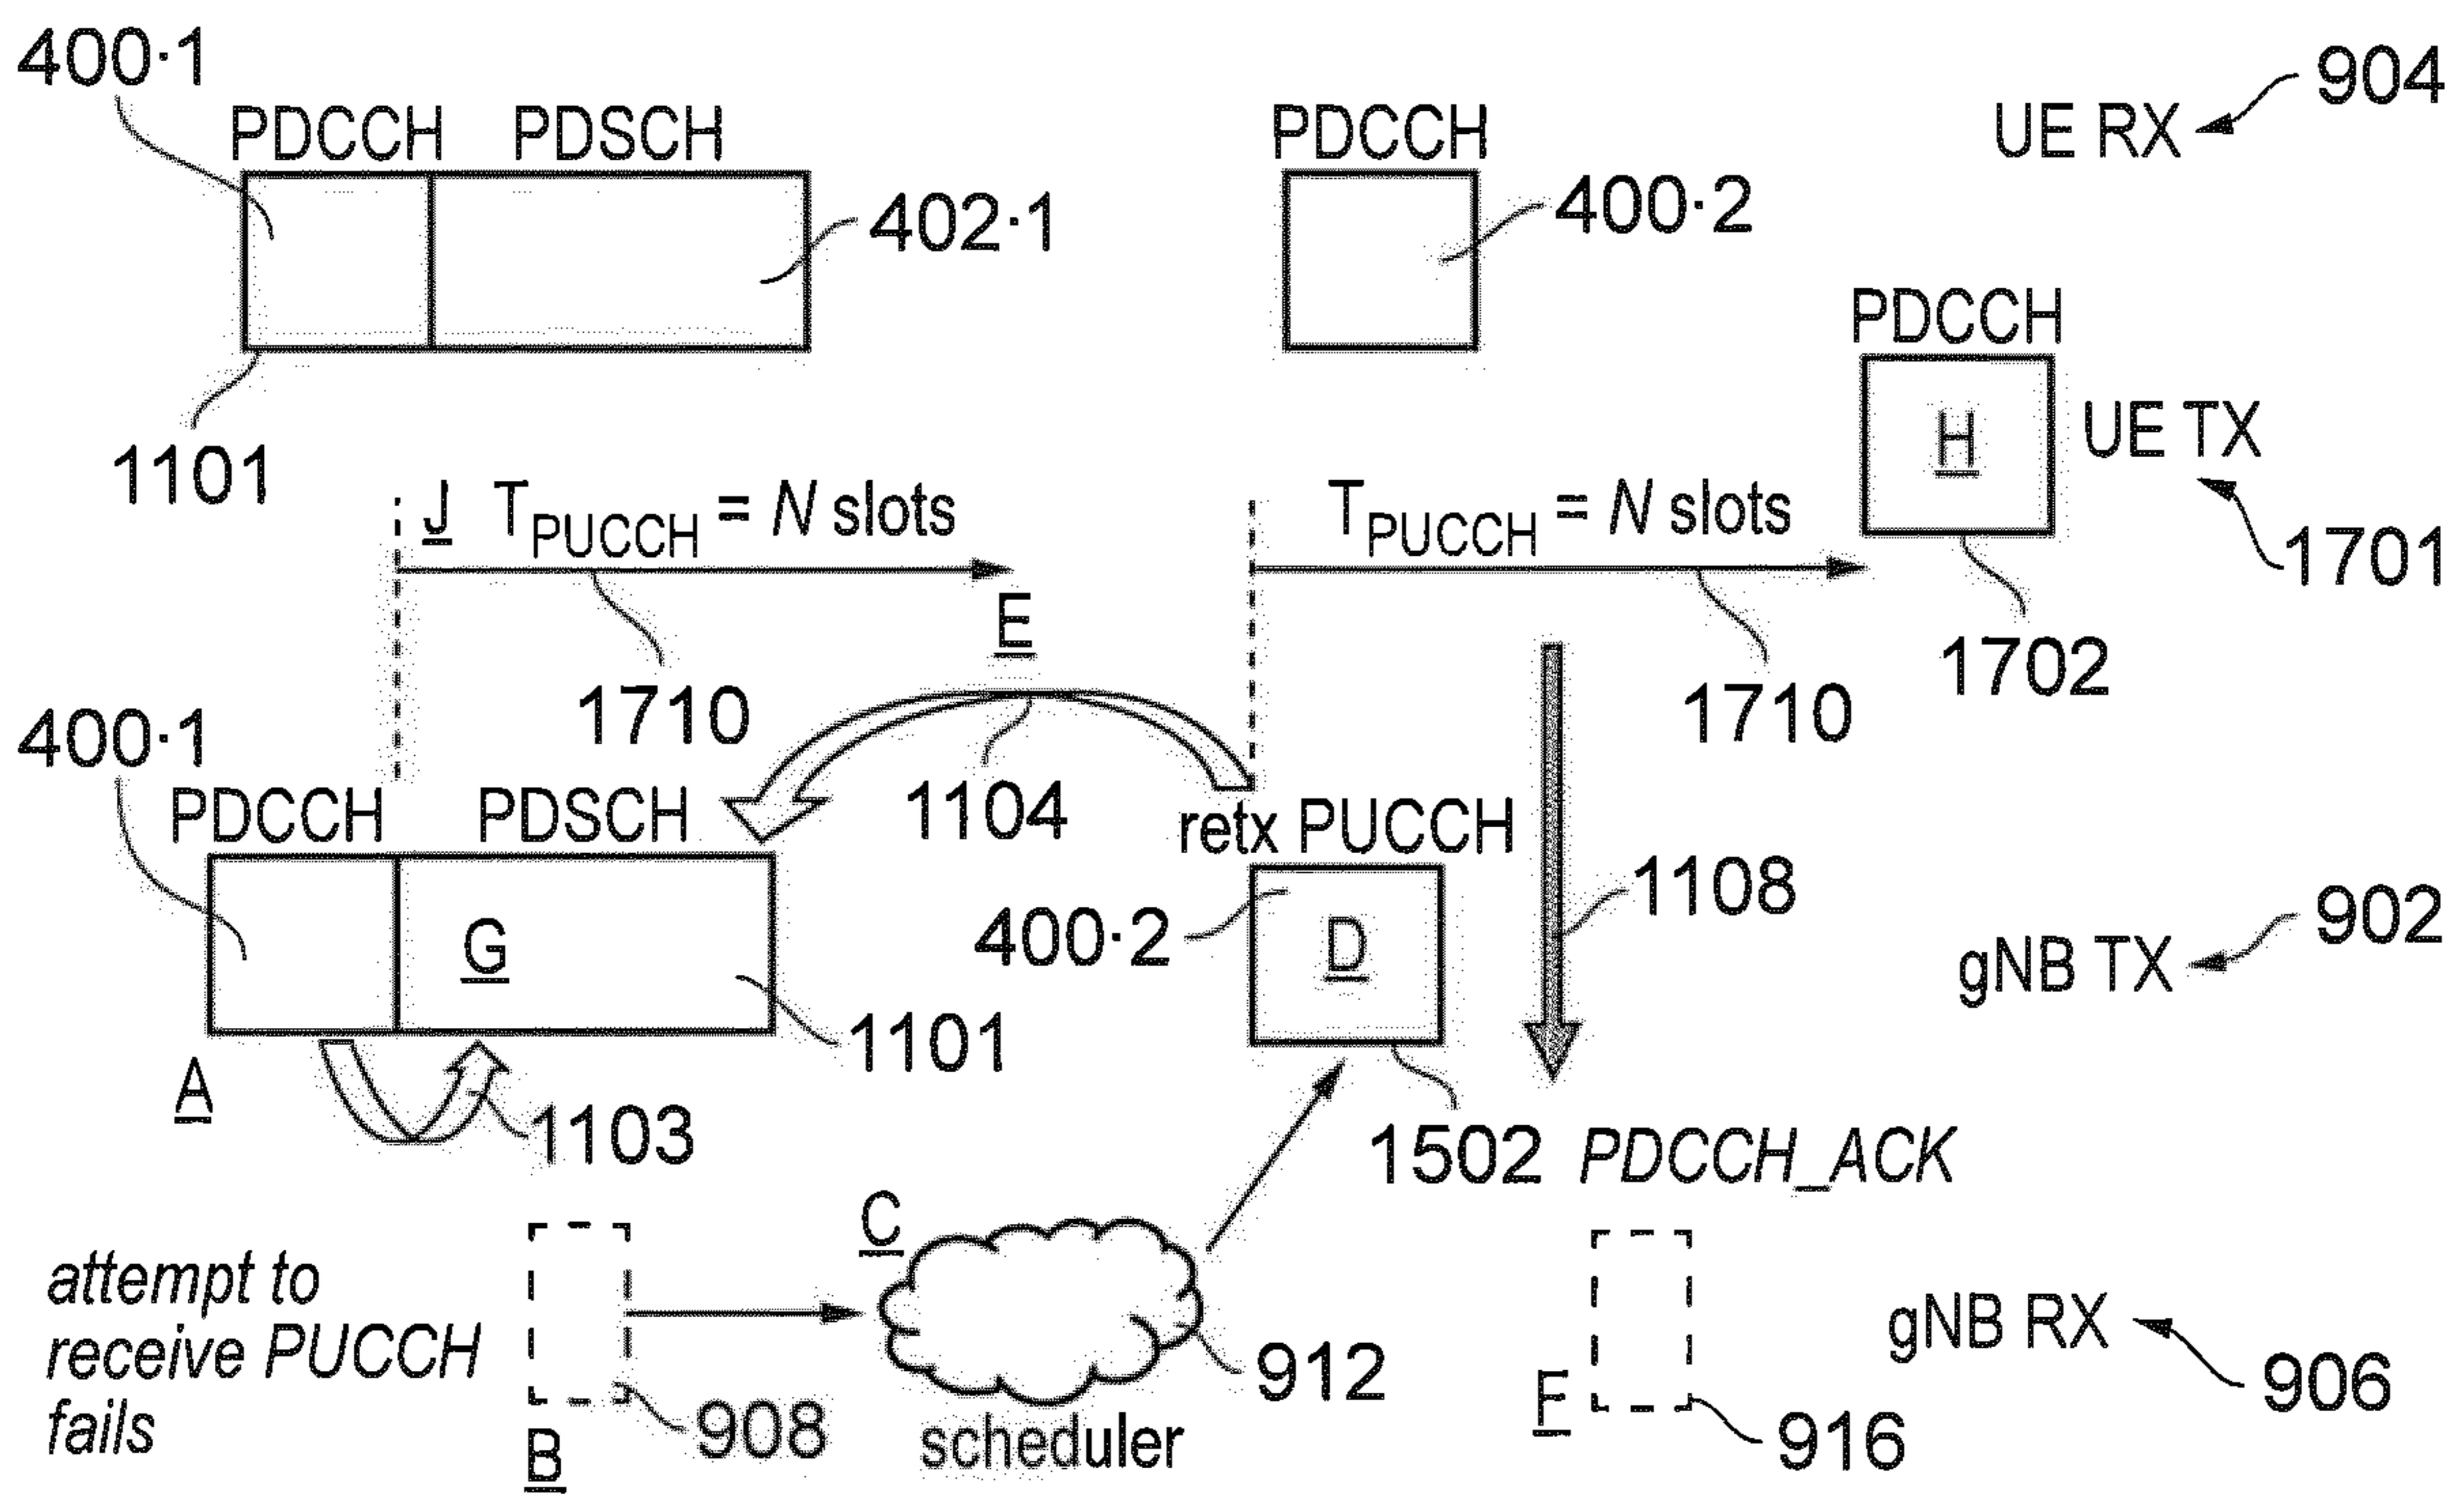 400·1
904
PDCCH PDSCH
PDCCH
UE RX
402·1
400·2
PDCCH
H
UE TX
1101
J T_PUCCH = N slots
T_PUCCH = N slots
1701
E
1702
1710
1710
400·1
1104
PDCCH PDSCH
retx PUCCH
1108
902
G
400·2
D
gNB TX
1101
A
1103
1502 PDCCH_ACK
C
attempt to
receive PUCCH
fails
gNB RX
912
906
F
908
scheduler
916
B